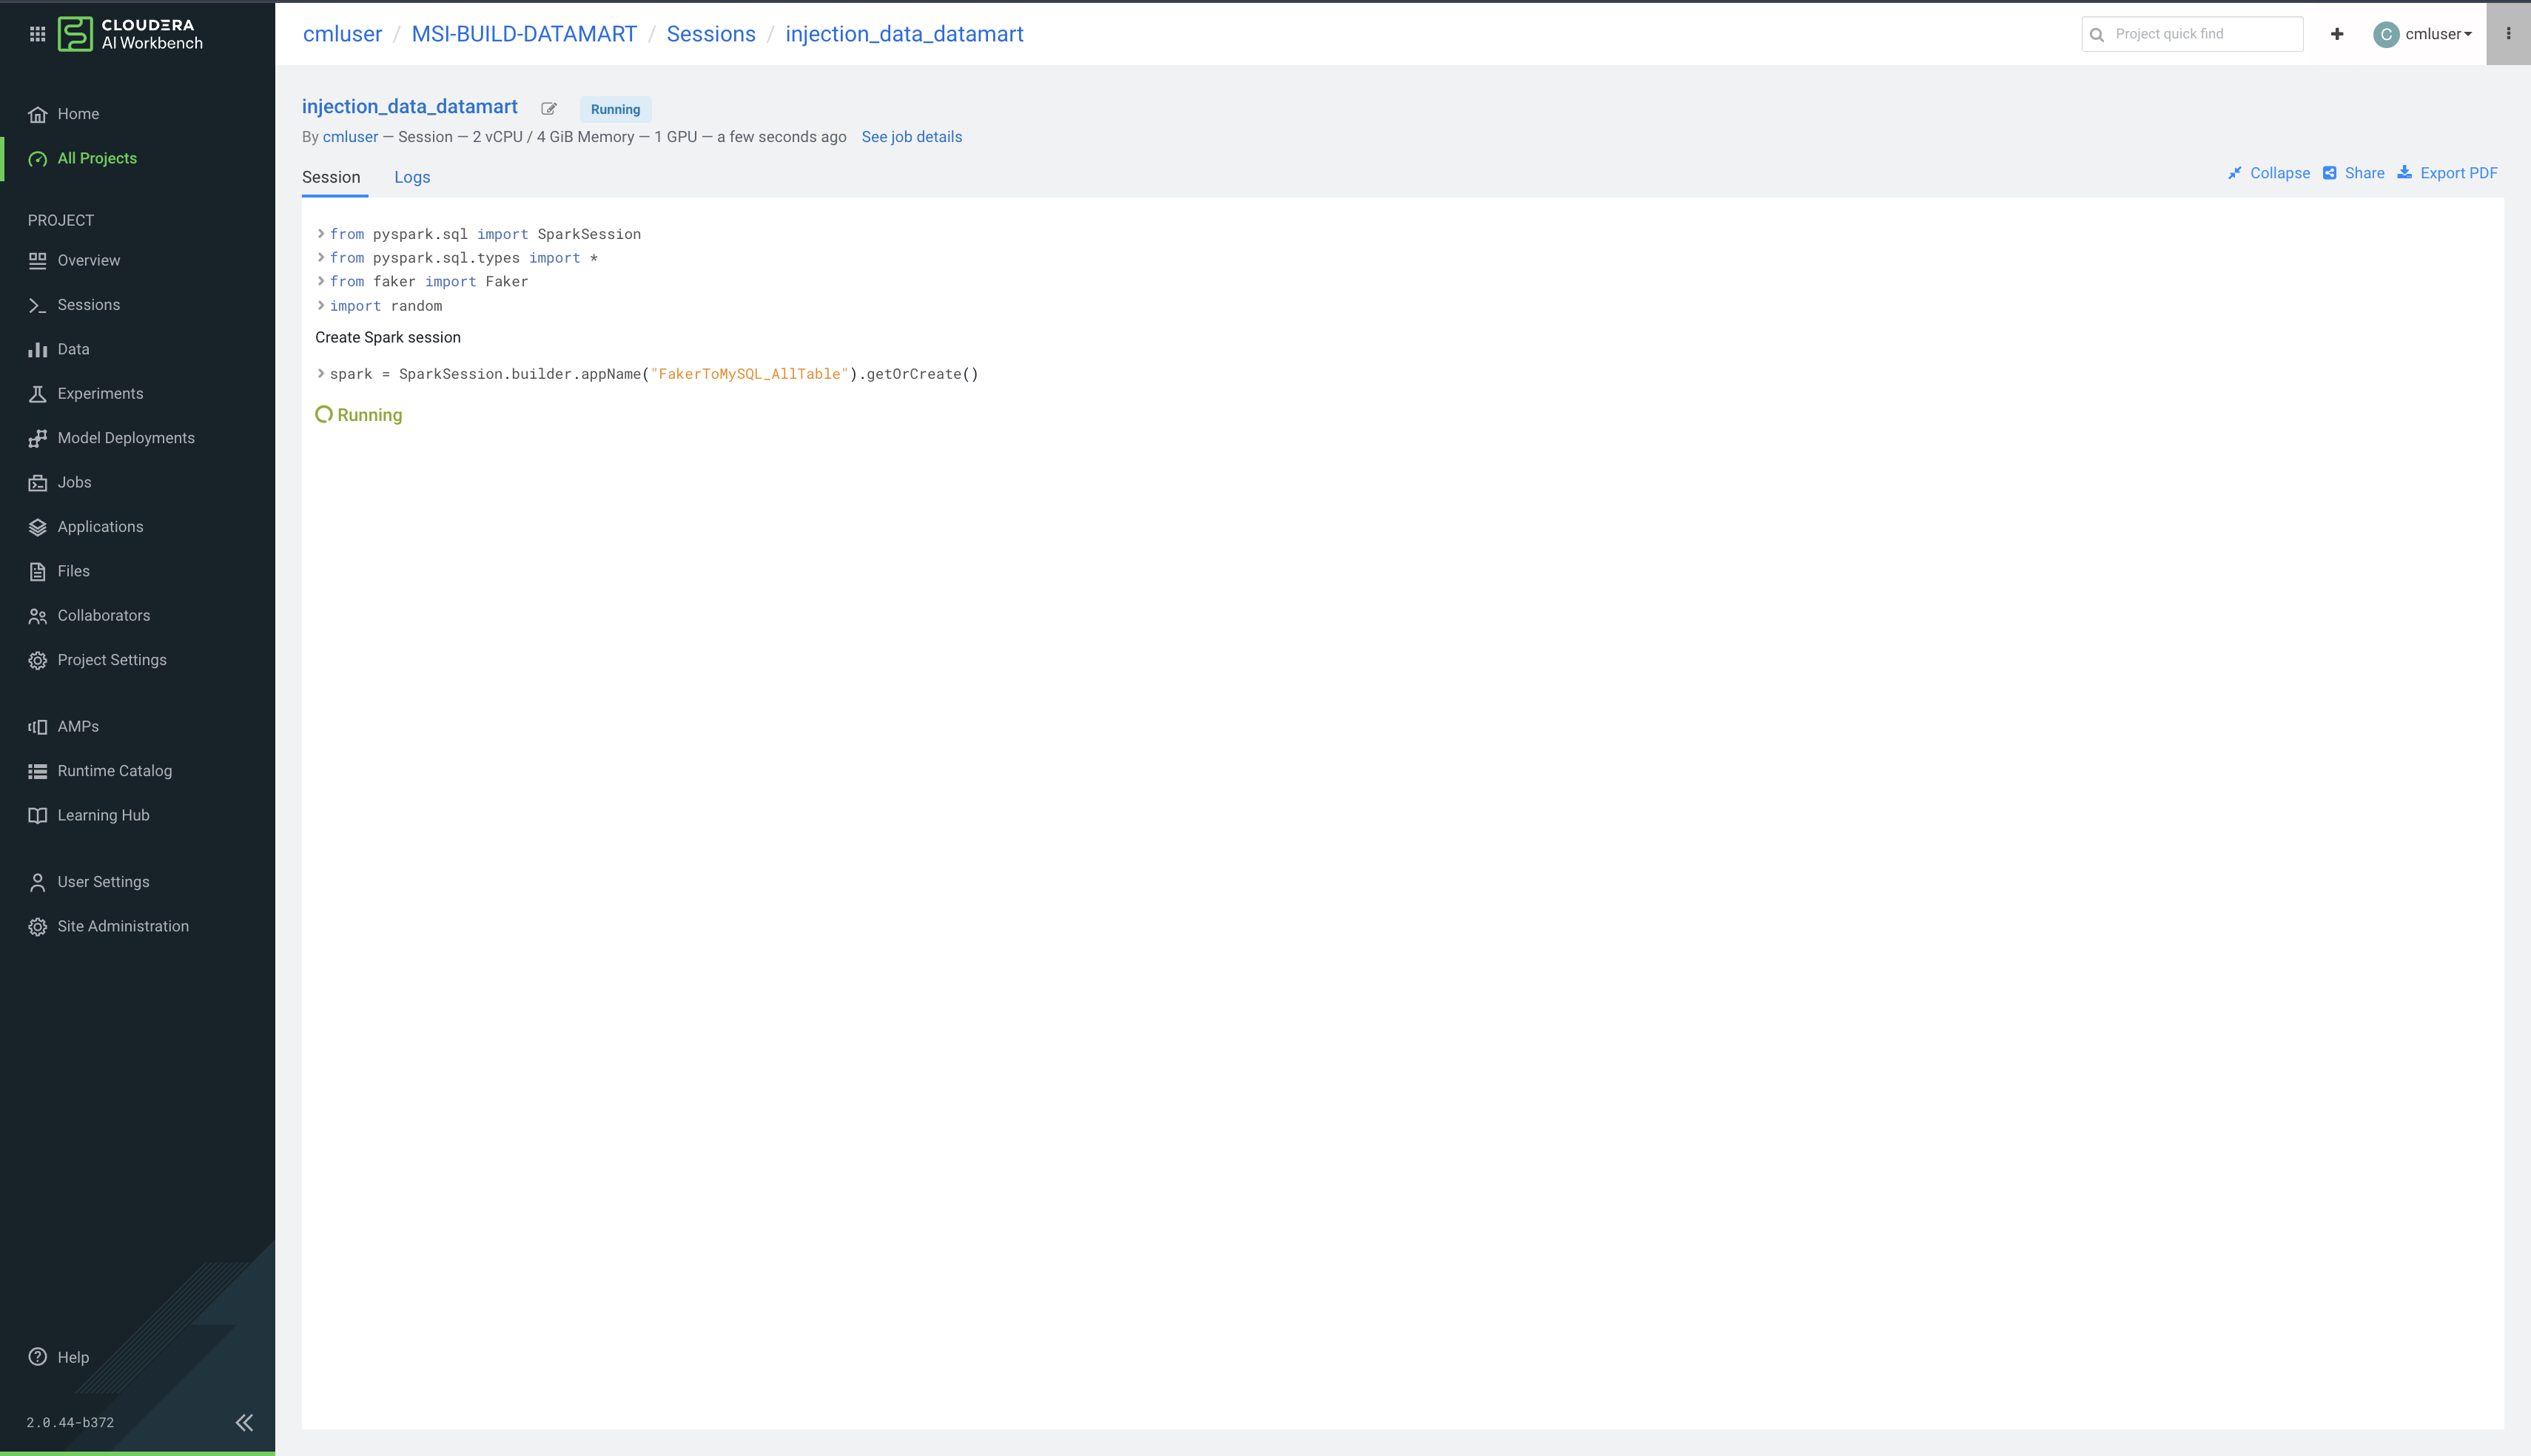 CLOUDERA
AI Workbench
cmluser / MSI-BUILD-DATAMART / Sessions / injection_data_datamart
Project quick find
C cmluser
Home
All Projects
PROJECT
Overview
Sessions
Data
Experiments
Model Deployments
Jobs
Applications
Files
Collaborators
Project Settings
AMPs
Runtime Catalog
Learning Hub
User Settings
Site Administration
Help
2.0.44-b372
injection_data_datamart Running
By cmluser — Session — 2 vCPU / 4 GiB Memory — 1 GPU — a few seconds ago See job details
Session Logs
Collapse Share Export PDF
> from pyspark.sql import SparkSession
> from pyspark.sql.types import *
> from faker import Faker
> import random
Create Spark session
> spark = SparkSession.builder.appName("FakerToMySQL_AllTable").getOrCreate()
Running